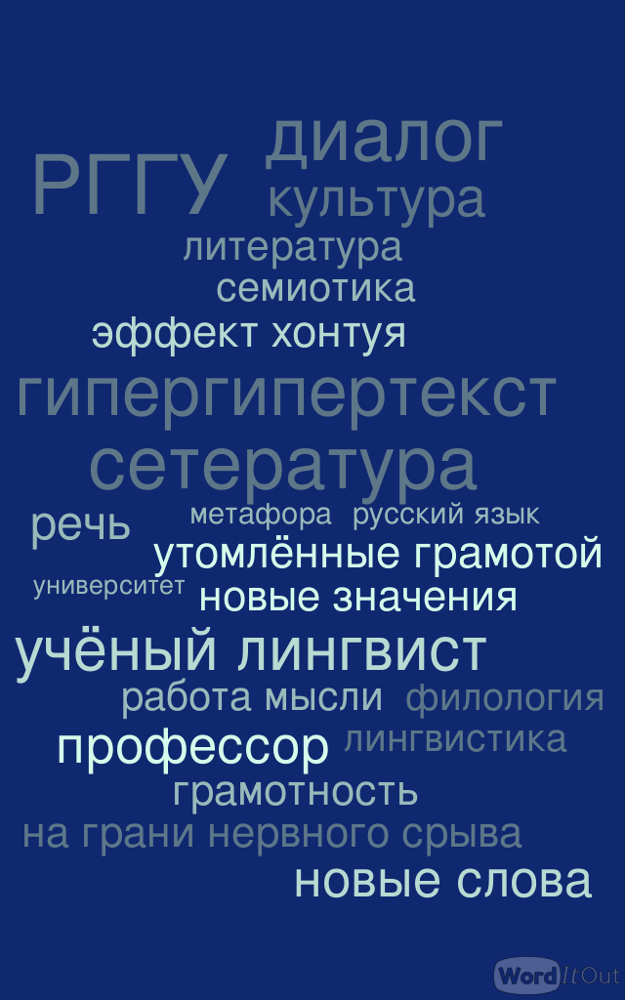 диалог
РГГУ
культура
литература
семиотика
эффект хонтуя
гипергипертекст
сетература
речь метафора русский язык
утомлённые грамотой
университет новые значения
учёный лингвист
работа мысли филология
профессор лингвистика
грамотность
на грани нервного срыва
новые слова
WordItOut